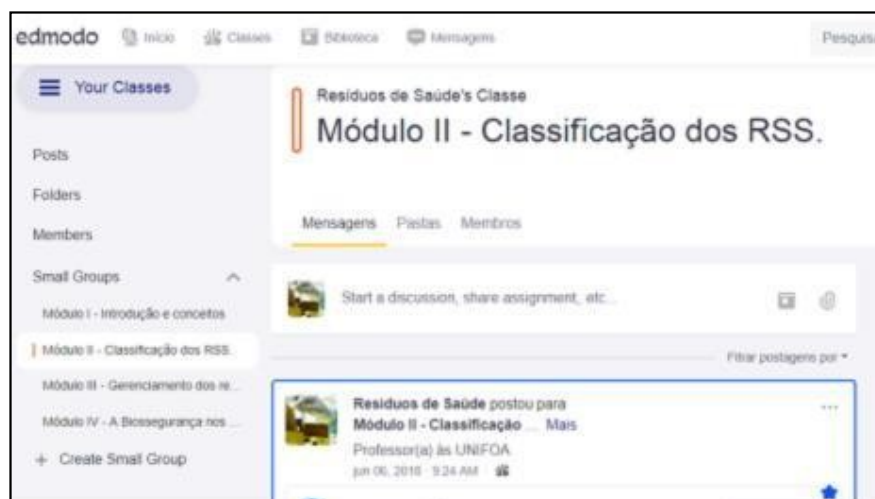 edmodo Início Classes Biblioteca Mensagens Pesquisa
Your Classes
Posts
Folders
Members
Small Groups
Módulo I - Introdução e conceitos
Módulo II - Classificação dos RSS.
Módulo III - Gerenciamento dos re...
Módulo IV - A Biossegurança nos ...
+ Create Small Group
Resíduos de Saúde's Classe
Módulo II - Classificação dos RSS.
Mensagens Pastas Membros
Start a discussion, share assignment, etc...
Filtrar postagens por
Resíduos de Saúde postou para
Módulo II - Classificação ... Mais
Professor(a) às UNIFOA
jun 06, 2018 · 9:24 AM